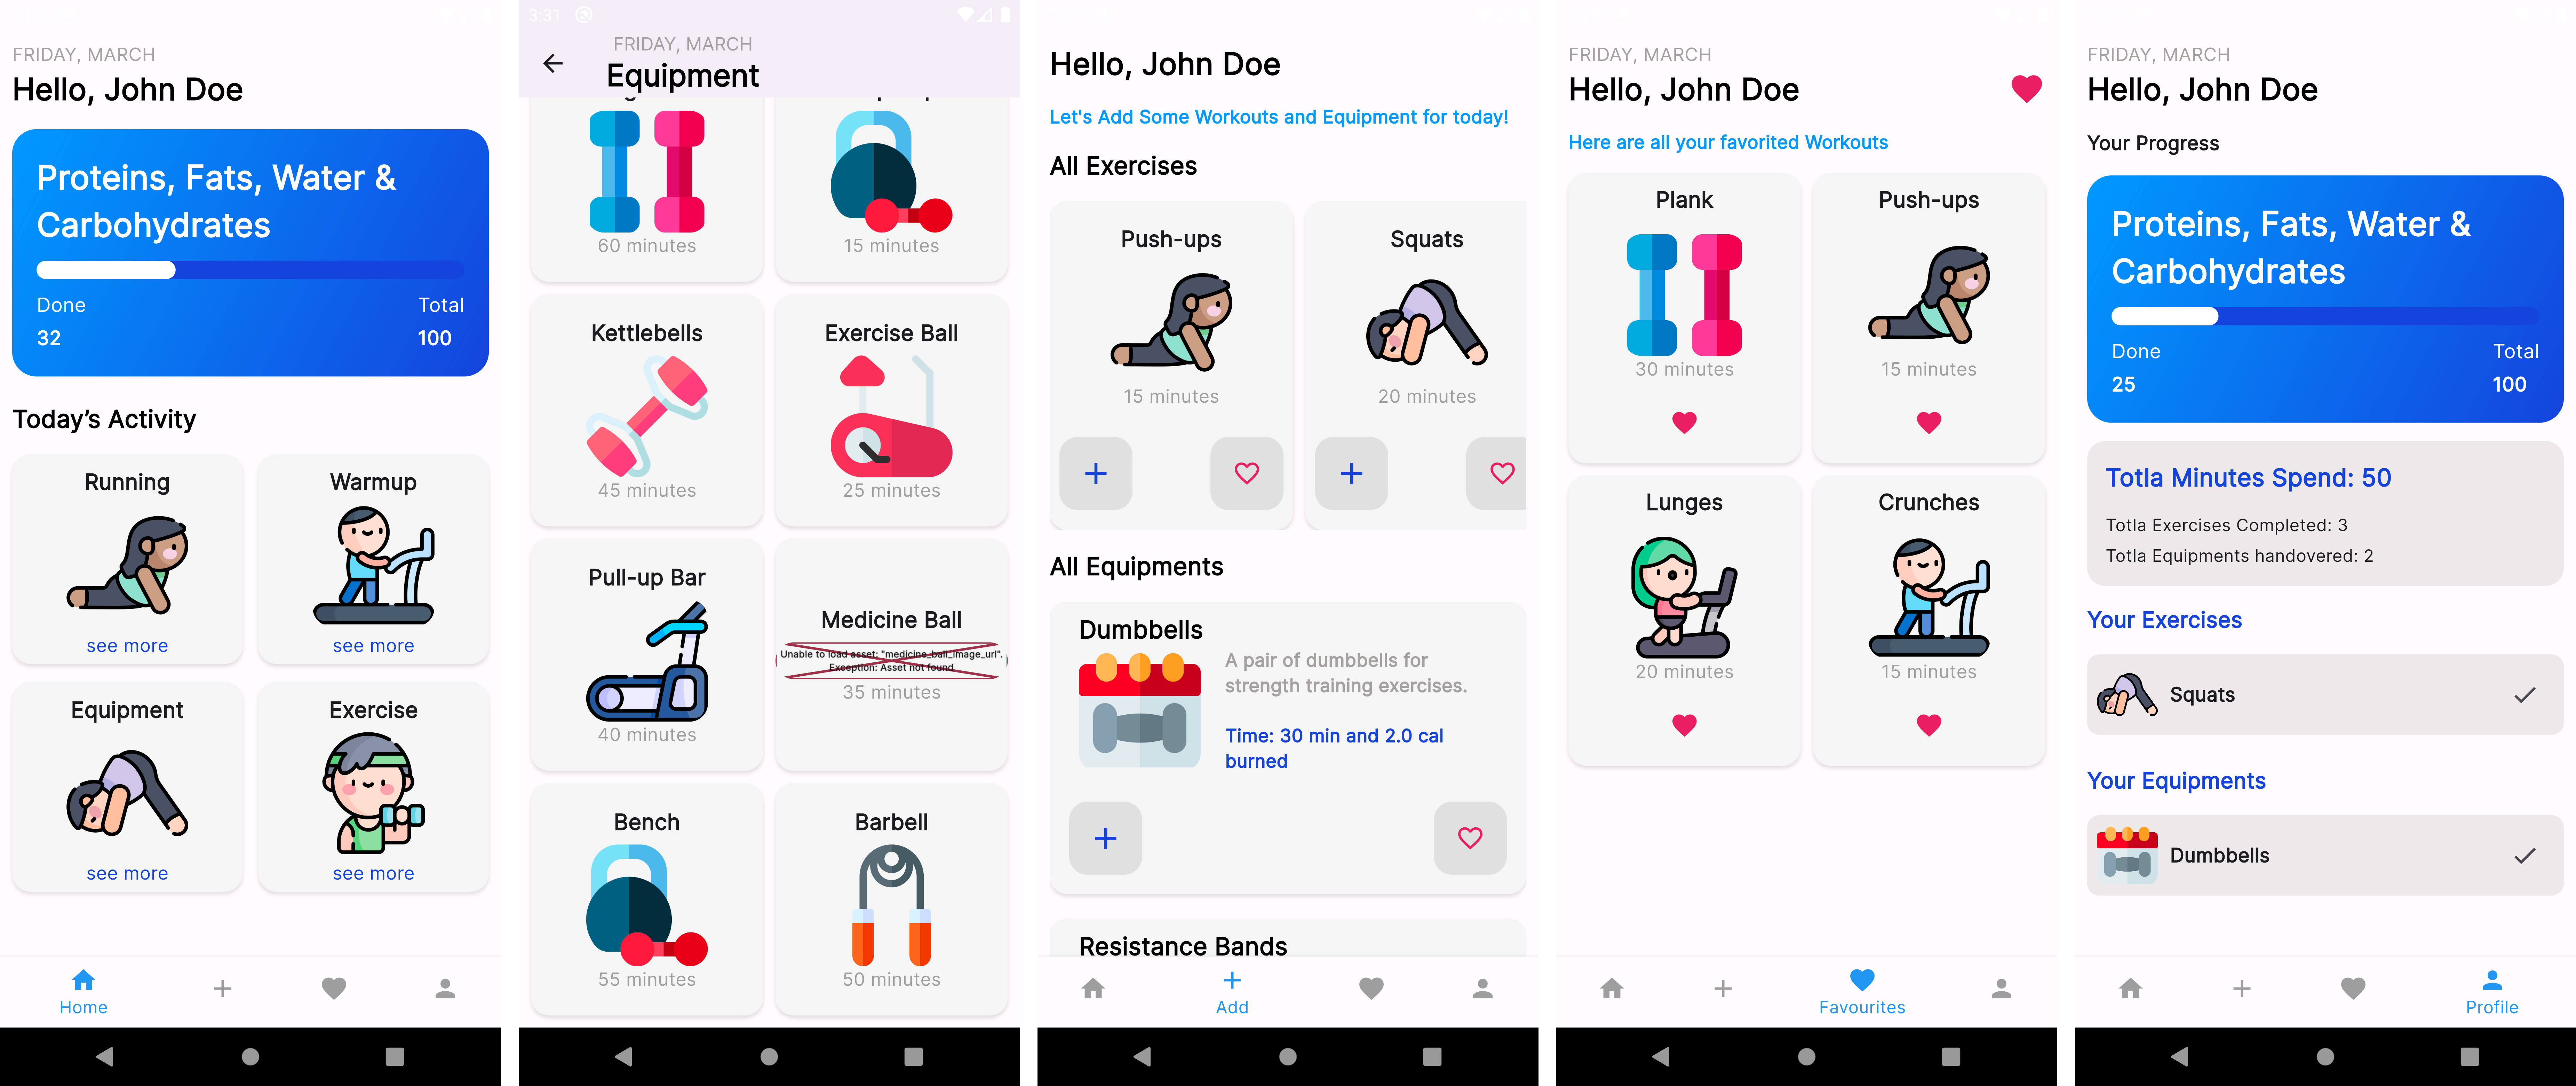 FRIDAY, MARCH
Hello, John Doe
Proteins, Fats, Water &
Carbohydrates
Done
Total
32
100
Today's Activity
Running
Warmup
see more
see more
Equipment
Exercise
see more
see more
Home
3:31
FRIDAY, MARCH
Equipment
60 minutes
15 minutes
Kettlebells
Exercise Ball
45 minutes
25 minutes
Pull-up Bar
Medicine Ball
Unable to load asset: "medicine_ball_image_url".
Exception: Asset not found
35 minutes
40 minutes
Bench
Barbell
55 minutes
50 minutes
Hello, John Doe
Let's Add Some Workouts and Equipment for today!
All Exercises
Push-ups
Squats
15 minutes
20 minutes
All Equipments
Dumbbells
A pair of dumbbells for
strength training exercises.
Time: 30 min and 2.0 cal
burned
Resistance Bands
Add
FRIDAY, MARCH
Hello, John Doe
Here are all your favorited Workouts
Plank
Push-ups
30 minutes
15 minutes
Lunges
Crunches
20 minutes
15 minutes
Favourites
FRIDAY, MARCH
Hello, John Doe
Your Progress
Proteins, Fats, Water &
Carbohydrates
Done
Total
25
100
Totla Minutes Spend: 50
Totla Exercises Completed: 3
Totla Equipments handovered: 2
Your Exercises
Squats
Your Equipments
Dumbbells
Profile